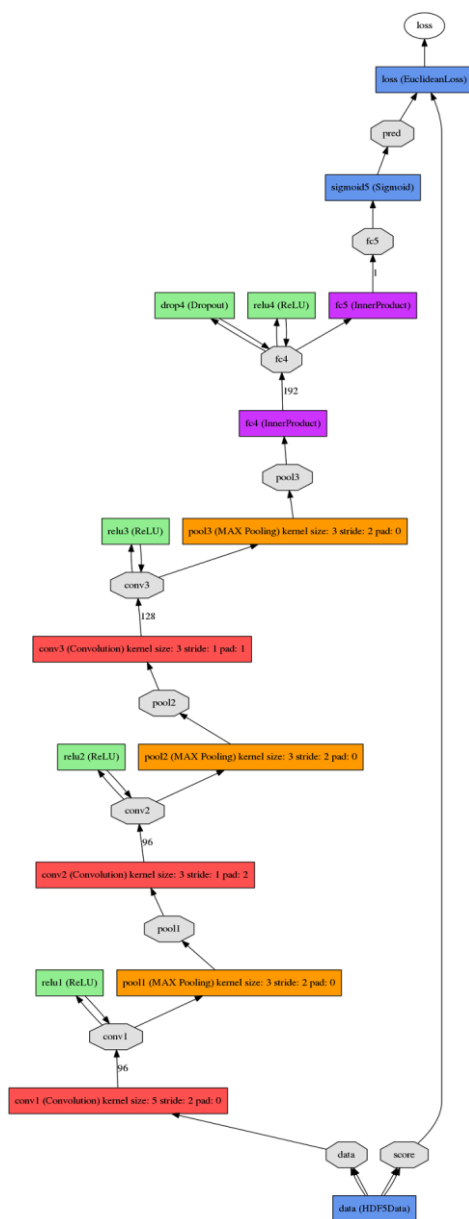 loss
loss (EuclideanLoss)
pred
sigmoid5 (Sigmoid)
fc5
1
drop4 (Dropout)
relu4 (ReLU)
fc5 (InnerProduct)
fc4
192
fc4 (InnerProduct)
pool3
relu3 (ReLU)
pool3 (MAX Pooling) kernel size: 3 stride: 2 pad: 0
conv3
128
conv3 (Convolution) kernel size: 3 stride: 1 pad: 1
pool2
relu2 (ReLU)
pool2 (MAX Pooling) kernel size: 3 stride: 2 pad: 0
conv2
96
conv2 (Convolution) kernel size: 3 stride: 1 pad: 2
pool1
relu1 (ReLU)
pool1 (MAX Pooling) kernel size: 3 stride: 2 pad: 0
conv1
96
conv1 (Convolution) kernel size: 5 stride: 2 pad: 0
data
score
data (HDF5Data)